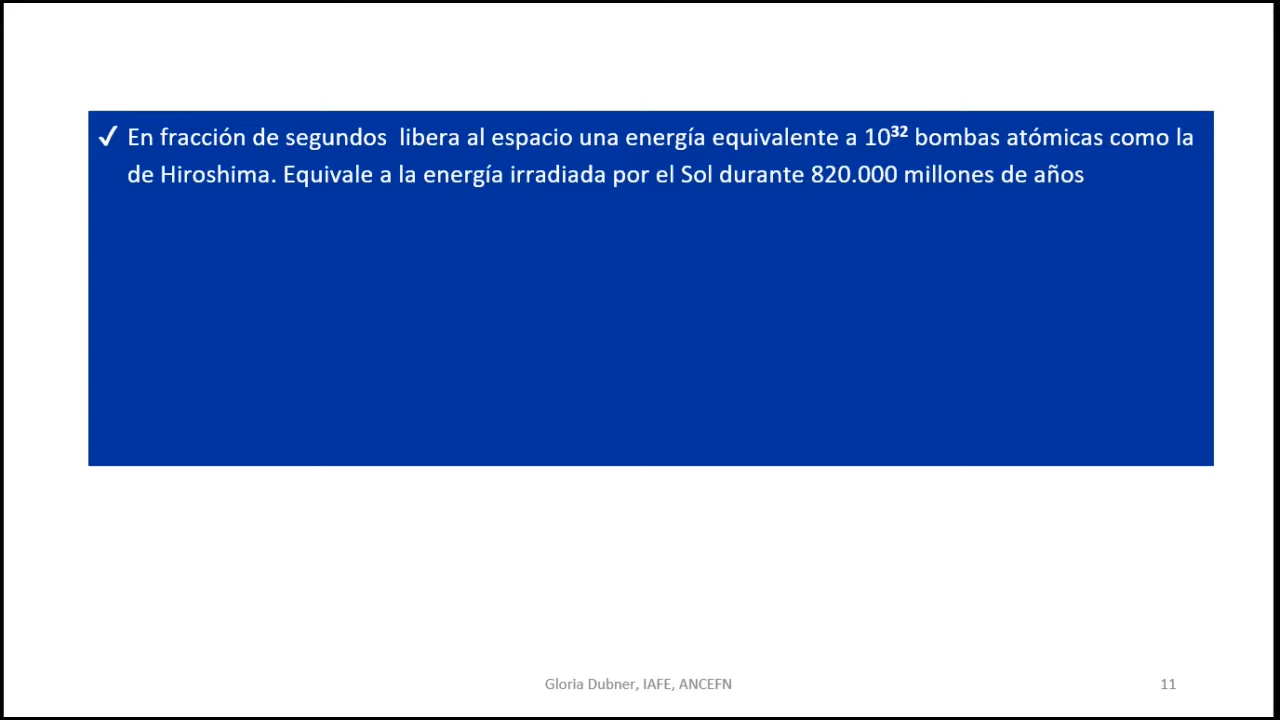 ✓ En fracción de segundos  libera al espacio una energía equivalente a 10³² bombas atómicas como la
de Hiroshima. Equivale a la energía irradiada por el Sol durante 820.000 millones de años
Gloria Dubner, IAFE, ANCEFN
11